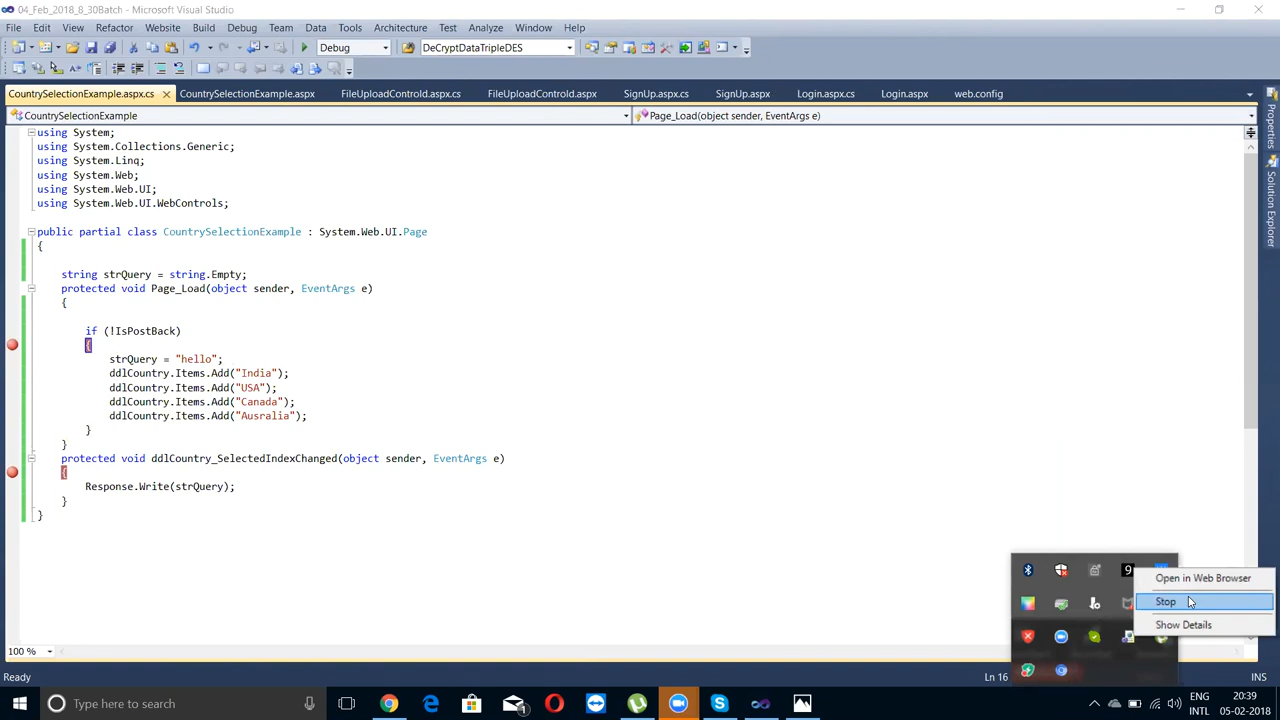 04_Feb_2018_8_30Batch - Microsoft Visual Studio
File Edit View Refactor Website Build Debug Team Data Tools Architecture Test Analyze Window Help
Debug DeCryptDataTripleDES
CountrySelectionExample.aspx.cs CountrySelectionExample.aspx FileUploadControld.aspx.cs FileUploadControld.aspx SignUp.aspx.cs SignUp.aspx Login.aspx.cs Login.aspx web.config
CountrySelectionExample Page_Load(object sender, EventArgs e)
Properties
Solution Explorer
using System;
using System.Collections.Generic;
using System.Linq;
using System.Web;
using System.Web.UI;
using System.Web.UI.WebControls;
public partial class CountrySelectionExample : System.Web.UI.Page
{
string strQuery = string.Empty;
protected void Page_Load(object sender, EventArgs e)
{
if (!IsPostBack)
{
strQuery = "hello";
ddlCountry.Items.Add("India");
ddlCountry.Items.Add("USA");
ddlCountry.Items.Add("Canada");
ddlCountry.Items.Add("Ausralia");
}
}
protected void ddlCountry_SelectedIndexChanged(object sender, EventArgs e)
{
Response.Write(strQuery);
}
}
9
Open in Web Browser
Stop
Show Details
100 %
Ready Ln 16 INS
Type here to search
1
ENG 20:39
INTL 05-02-2018